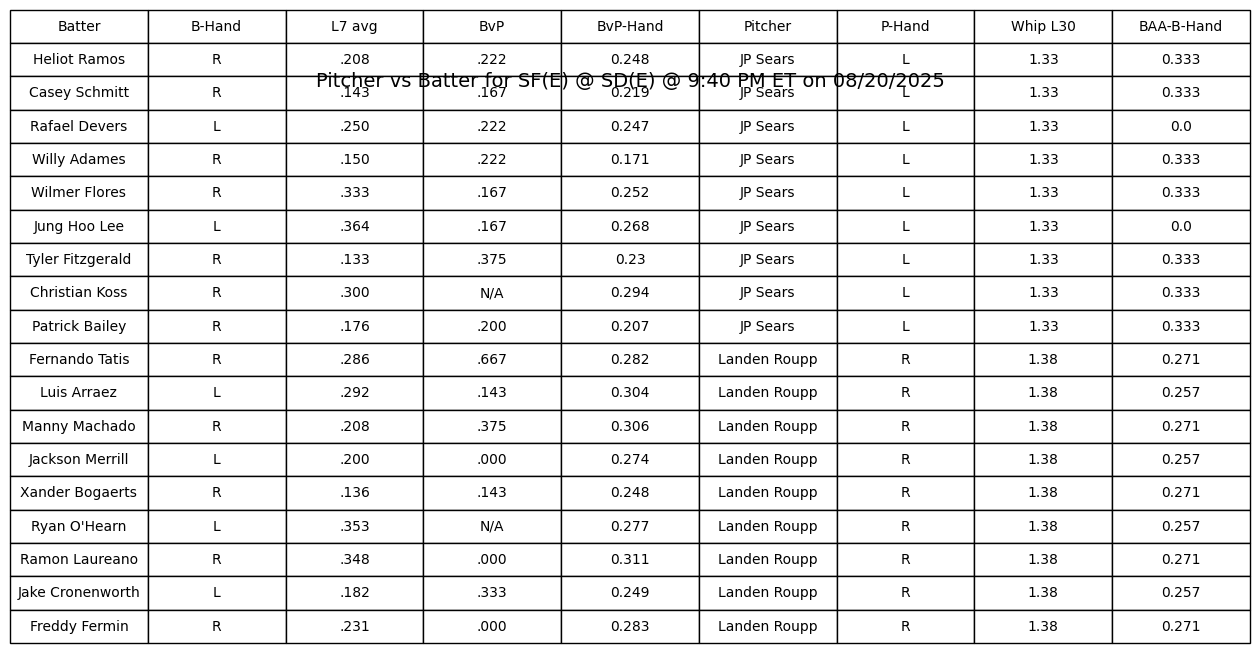 Batter B-Hand L7 avg BvP BvP-Hand Pitcher P-Hand Whip L30 BAA-B-Hand
Heliot Ramos R .208 .222 0.248 JP Sears L 1.33 0.333
Pitcher vs Batter for SF(E) @ SD(E) @ 9:40 PM ET on 08/20/2025
Casey Schmitt R .143 .167 0.219 JP Sears L 1.33 0.333
Rafael Devers L .250 .222 0.247 JP Sears L 1.33 0.0
Willy Adames R .150 .222 0.171 JP Sears L 1.33 0.333
Wilmer Flores R .333 .167 0.252 JP Sears L 1.33 0.333
Jung Hoo Lee L .364 .167 0.268 JP Sears L 1.33 0.0
Tyler Fitzgerald R .133 .375 0.23 JP Sears L 1.33 0.333
Christian Koss R .300 N/A 0.294 JP Sears L 1.33 0.333
Patrick Bailey R .176 .200 0.207 JP Sears L 1.33 0.333
Fernando Tatis R .286 .667 0.282 Landen Roupp R 1.38 0.271
Luis Arraez L .292 .143 0.304 Landen Roupp R 1.38 0.257
Manny Machado R .208 .375 0.306 Landen Roupp R 1.38 0.271
Jackson Merrill L .200 .000 0.274 Landen Roupp R 1.38 0.257
Xander Bogaerts R .136 .143 0.248 Landen Roupp R 1.38 0.271
Ryan O'Hearn L .353 N/A 0.277 Landen Roupp R 1.38 0.257
Ramon Laureano R .348 .000 0.311 Landen Roupp R 1.38 0.271
Jake Cronenworth L .182 .333 0.249 Landen Roupp R 1.38 0.257
Freddy Fermin R .231 .000 0.283 Landen Roupp R 1.38 0.271